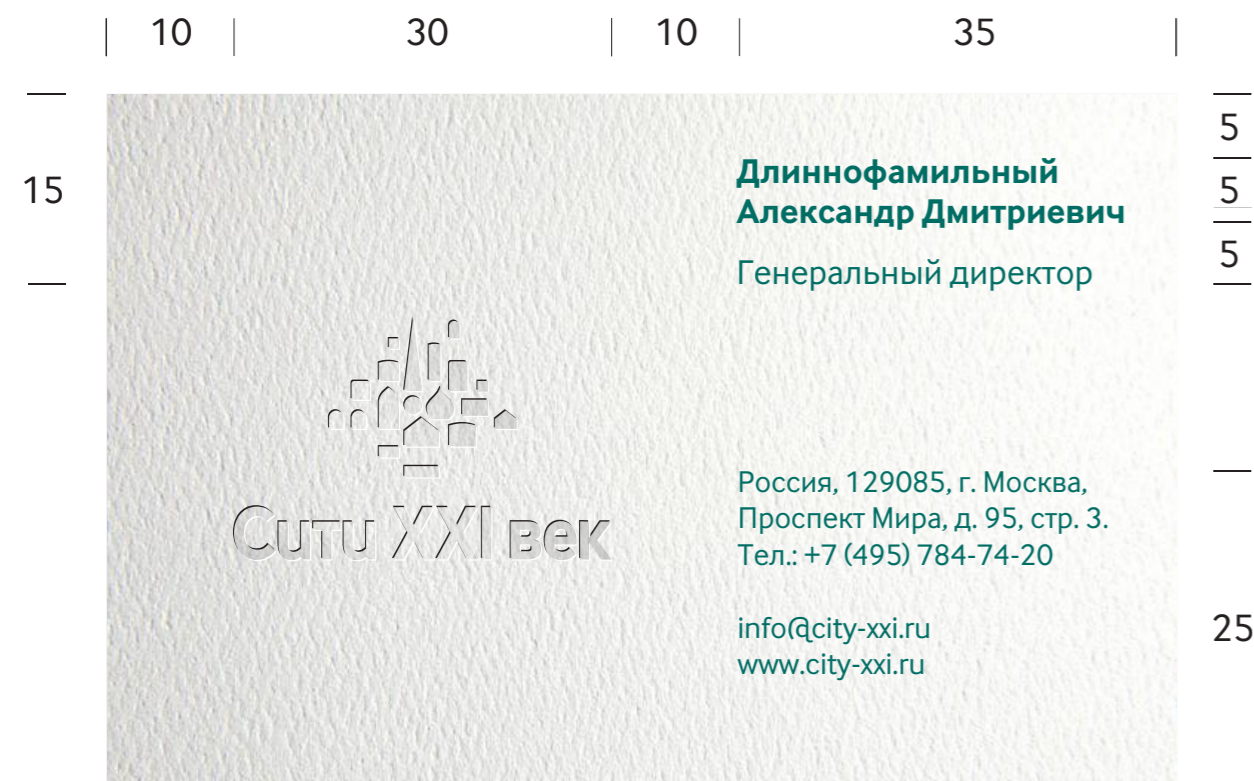 10 30 10 35
15
5
5
5
25
Длиннофамильный
Александр Дмитриевич
Генеральный директор
Сити XXI век
Россия, 129085, г. Москва,
Проспект Мира, д. 95, стр. 3.
Тел.: +7 (495) 784-74-20
info@city-xxi.ru
www.city-xxi.ru